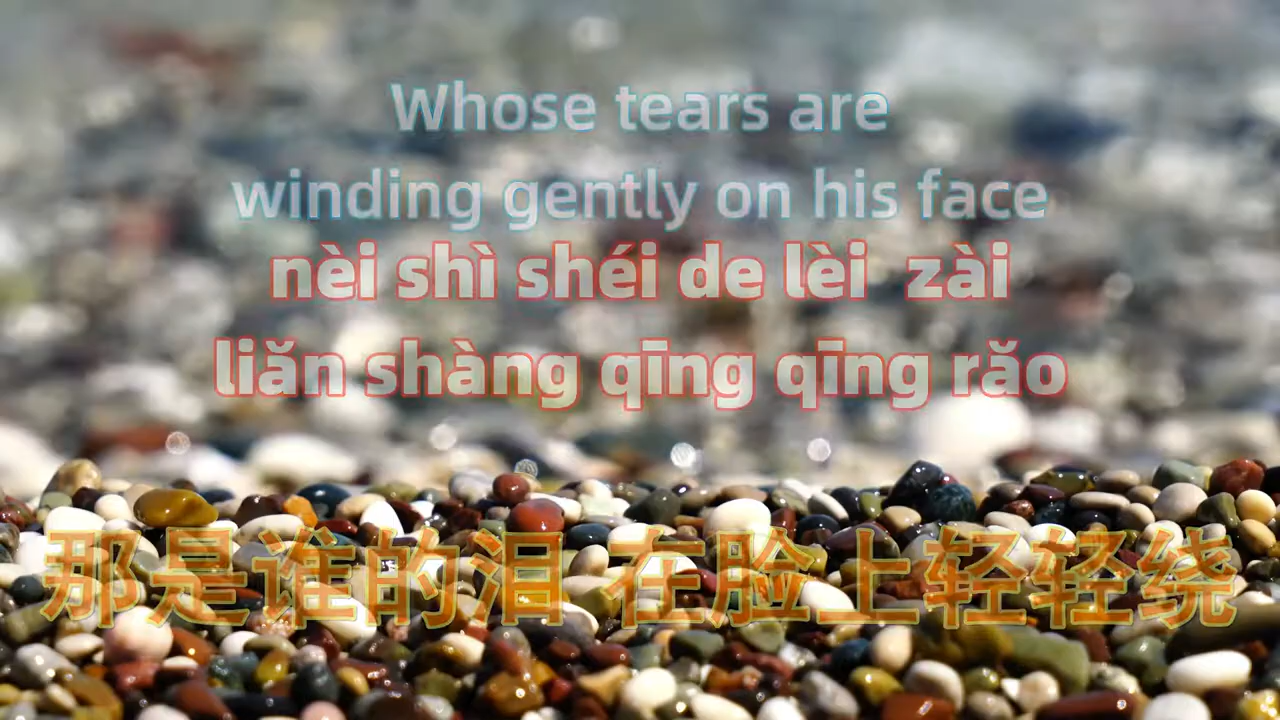 Whose tears are
winding gently on his face
nèi shì shéi de lèi  zài
liǎn shàng qīng qīng rǎo
那是谁的泪 在脸上轻轻绕